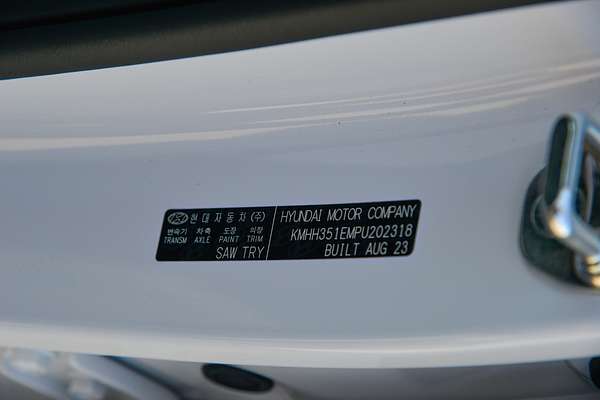 현대자동차(주)
변속기 차축 도장 의장
TRANSM AXLE PAINT TRIM
SAW TRY
HYUNDAI MOTOR COMPANY
KMHH351EMPU202318
BUILT AUG 23